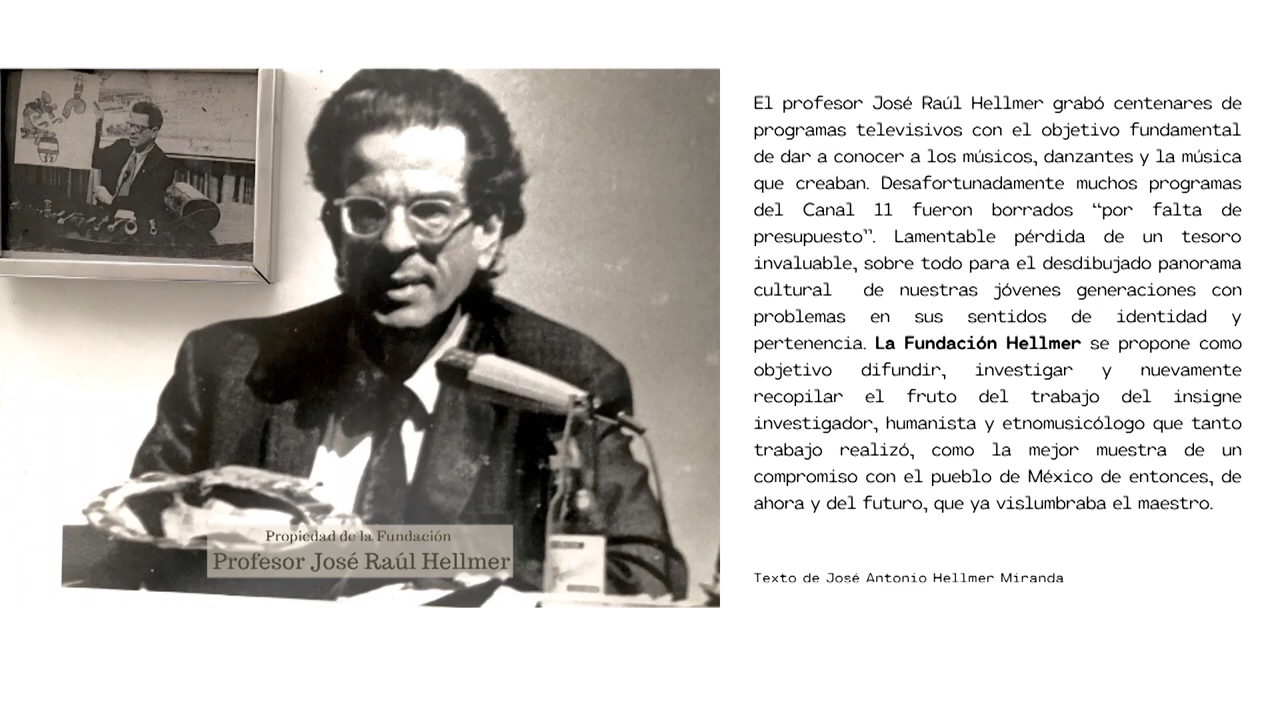 El profesor José Raúl Hellmer grabó centenares de
programas televisivos con el objetivo fundamental
de dar a conocer a los músicos, danzantes y la música
que creaban. Desafortunadamente muchos programas
del Canal 11 fueron borrados “por falta de
presupuesto”. Lamentable pérdida de un tesoro
invaluable, sobre todo para el desdibujado panorama
cultural de nuestras jóvenes generaciones con
problemas en sus sentidos de identidad y
pertenencia. La Fundación Hellmer se propone como
objetivo difundir, investigar y nuevamente
recopilar el fruto del trabajo del insigne
investigador, humanista y etnomusicólogo que tanto
trabajo realizó, como la mejor muestra de un
compromiso con el pueblo de México de entonces, de
ahora y del futuro, que ya vislumbraba el maestro.
Texto de José Antonio Hellmer Miranda
Propiedad de la Fundación
Profesor José Raúl Hellmer